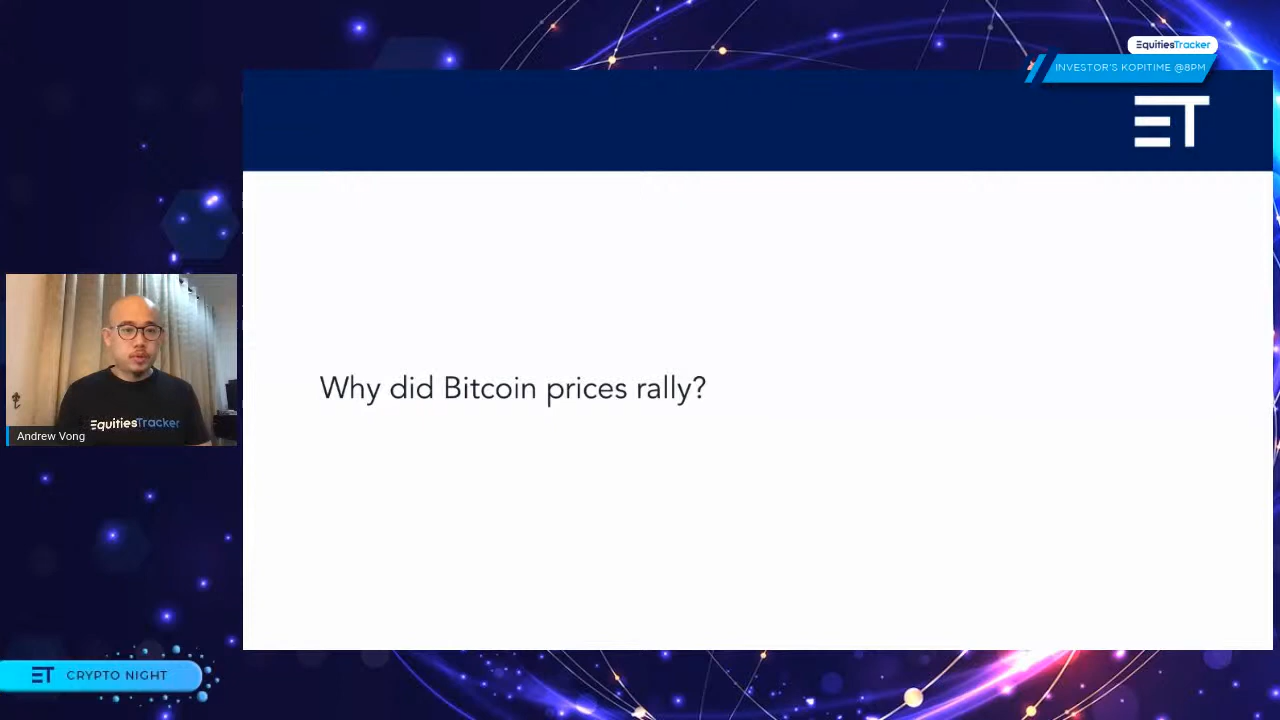 EquitiesTracker
INVESTOR'S KOPITIME @8PM
ET
Why did Bitcoin prices rally?
EquitiesTracker
Andrew Vong
ET CRYPTO NIGHT